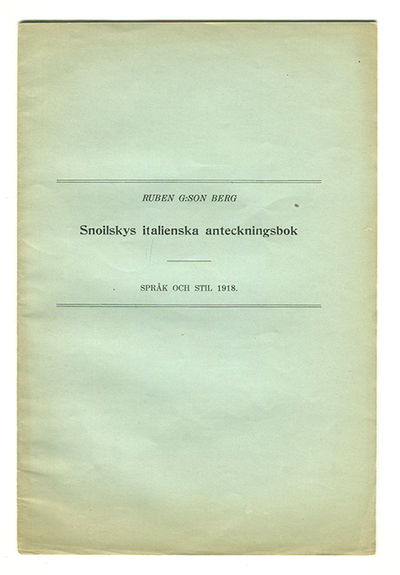 RUBEN G:SON BERG
Snoilskys italienska anteckningsbok
SPRÅK OCH STIL 1918.